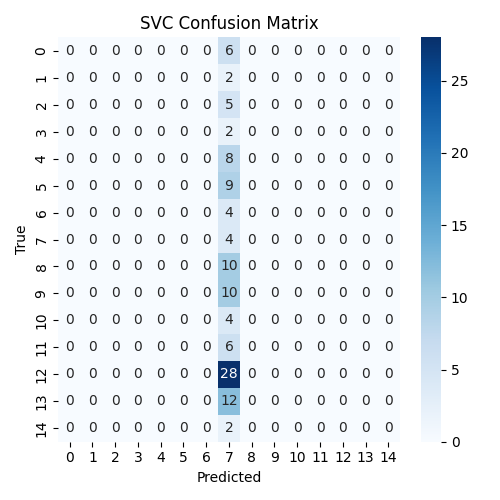 SVC Confusion Matrix
0 0 0 0 0 0 0 0 6 0 0 0 0 0 0 0
1 0 0 0 0 0 0 0 2 0 0 0 0 0 0 0
2 0 0 0 0 0 0 0 5 0 0 0 0 0 0 0
3 0 0 0 0 0 0 0 2 0 0 0 0 0 0 0
4 0 0 0 0 0 0 0 8 0 0 0 0 0 0 0
5 0 0 0 0 0 0 0 9 0 0 0 0 0 0 0
6 0 0 0 0 0 0 0 4 0 0 0 0 0 0 0
7 0 0 0 0 0 0 0 4 0 0 0 0 0 0 0
8 0 0 0 0 0 0 0 10 0 0 0 0 0 0 0
9 0 0 0 0 0 0 0 10 0 0 0 0 0 0 0
10 0 0 0 0 0 0 0 4 0 0 0 0 0 0 0
11 0 0 0 0 0 0 0 6 0 0 0 0 0 0 0
12 0 0 0 0 0 0 0 28 0 0 0 0 0 0 0
13 0 0 0 0 0 0 0 12 0 0 0 0 0 0 0
14 0 0 0 0 0 0 0 2 0 0 0 0 0 0 0
0 1 2 3 4 5 6 7 8 9 10 11 12 13 14
Predicted
True
25
20
15
10
5
0